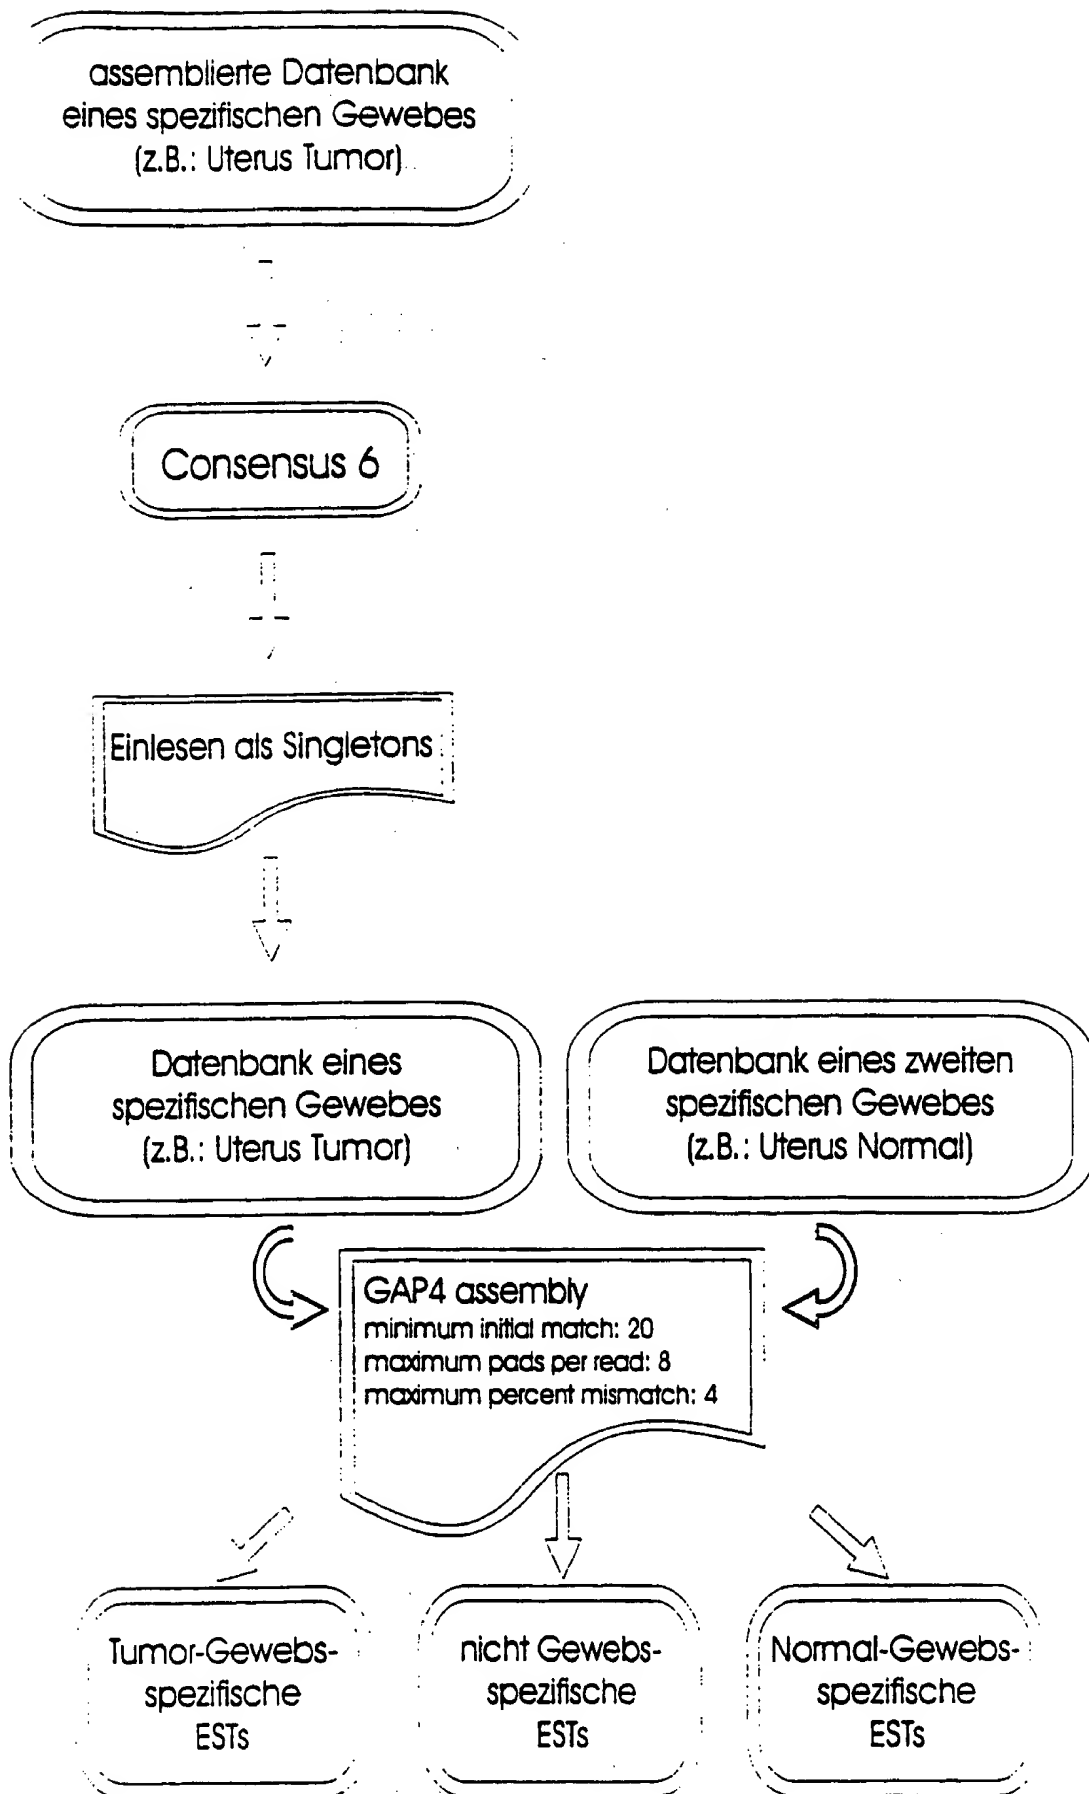 assemblierte Datenbank
eines spezifischen Gewebes
(z.B.: Uterus Tumor)
Consensus 6
Einlesen als Singletons
Datenbank eines
spezifischen Gewebes
(z.B.: Uterus Tumor)
Datenbank eines zweiten
spezifischen Gewebes
(z.B.: Uterus Normal)
GAP4 assembly
minimum initial match: 20
maximum pads per read: 8
maximum percent mismatch: 4
Tumor-Gewebs-
spezifische
ESTs
nicht Gewebs-
spezifische
ESTs
Normal-Gewebs-
spezifische
ESTs